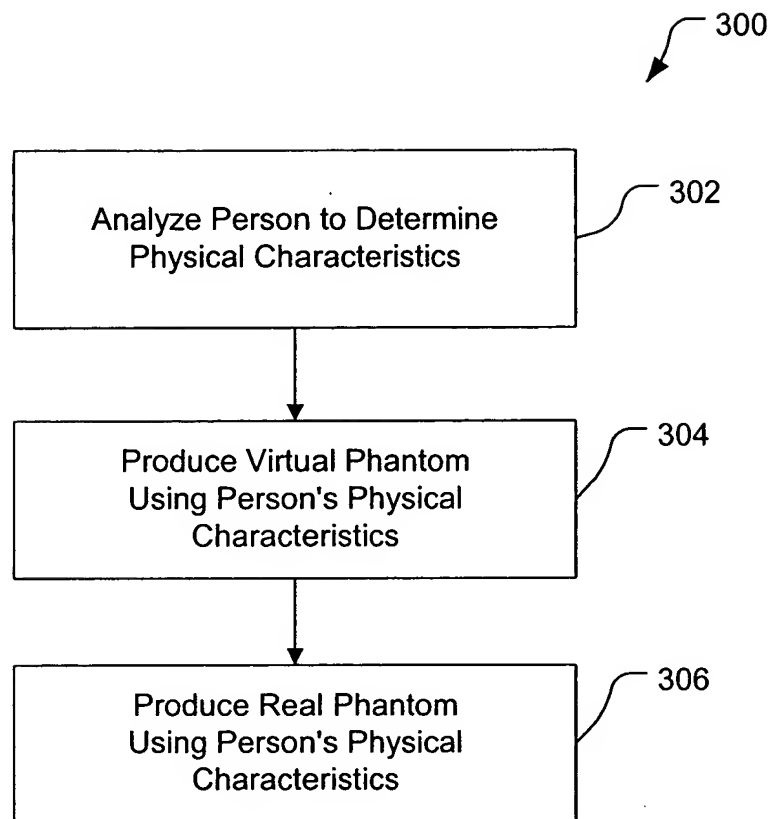 300
Analyze Person to Determine
Physical Characteristics
302
Produce Virtual Phantom
Using Person's Physical
Characteristics
304
Produce Real Phantom
Using Person's Physical
Characteristics
306